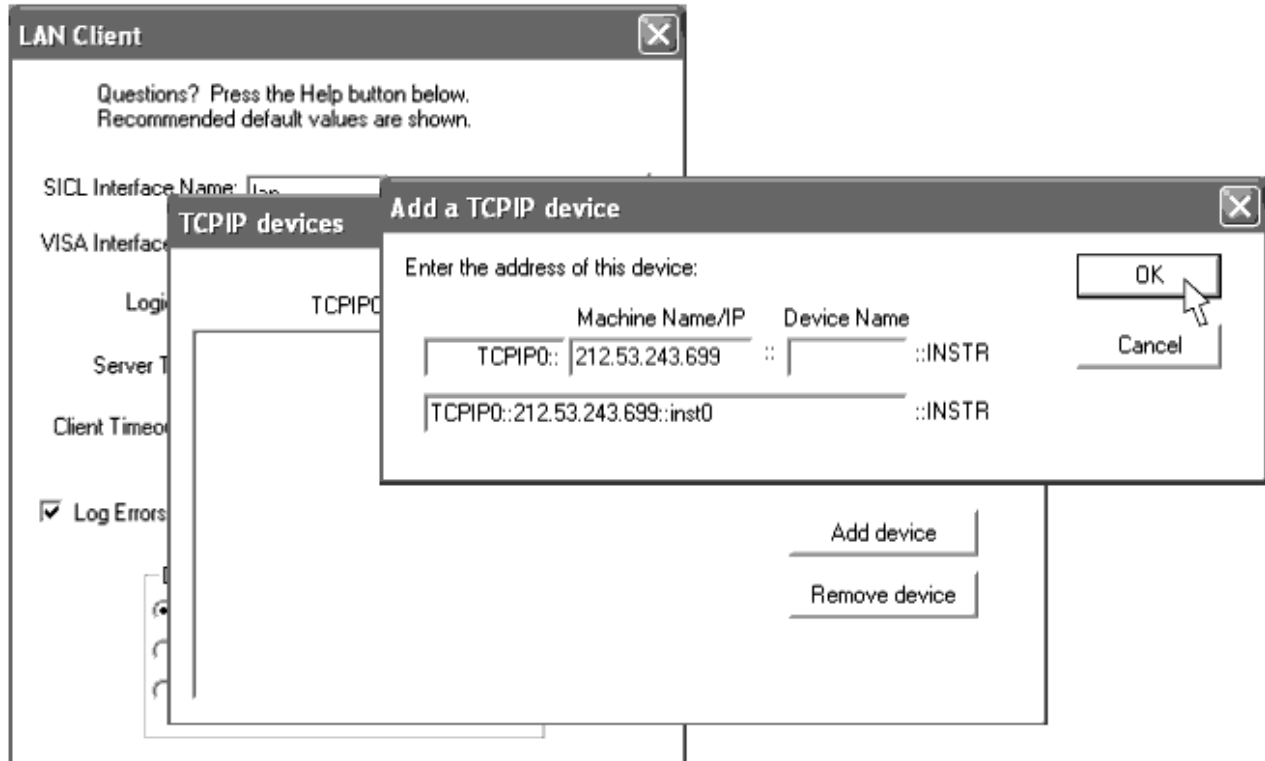 LAN Client
Questions? Press the Help button below.
Recommended default values are shown.
SICL Interface Name: lan
VISA Interface
Logi
Server T
Client Timeo
Log Errors
TCPIP devices
TCPIP0
Add device
Remove device
Add a TCPIP device
Enter the address of this device:
Machine Name/IP Device Name
TCPIP0:: 212.53.243.699 :: ::INSTR
TCPIP0::212.53.243.699::inst0 ::INSTR
OK
Cancel